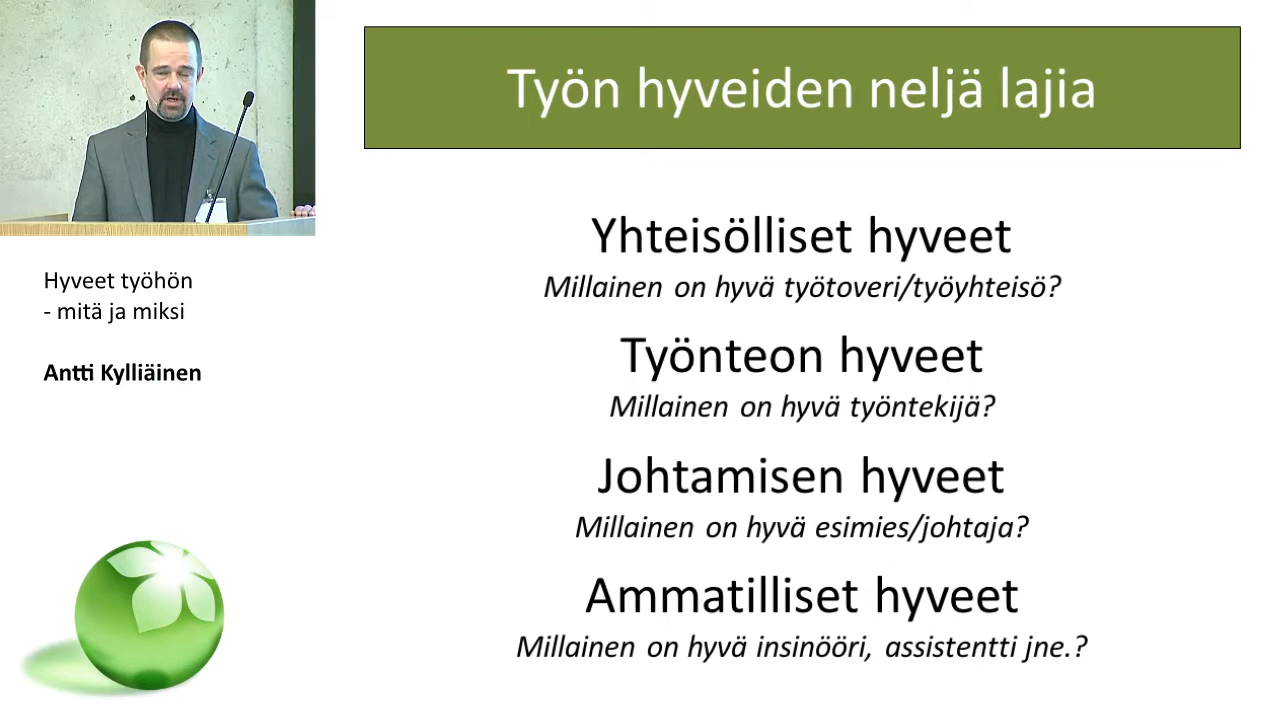 Työn hyveiden neljä lajia
Yhteisölliset hyveet
Millainen on hyvä työtoveri/työyhteisö?
Työnteon hyveet
Millainen on hyvä työntekijä?
Johtamisen hyveet
Millainen on hyvä esimies/johtaja?
Ammatilliset hyveet
Millainen on hyvä insinööri, assistentti jne.?
Hyveet työhön
- mitä ja miksi
Antti Kylliäinen